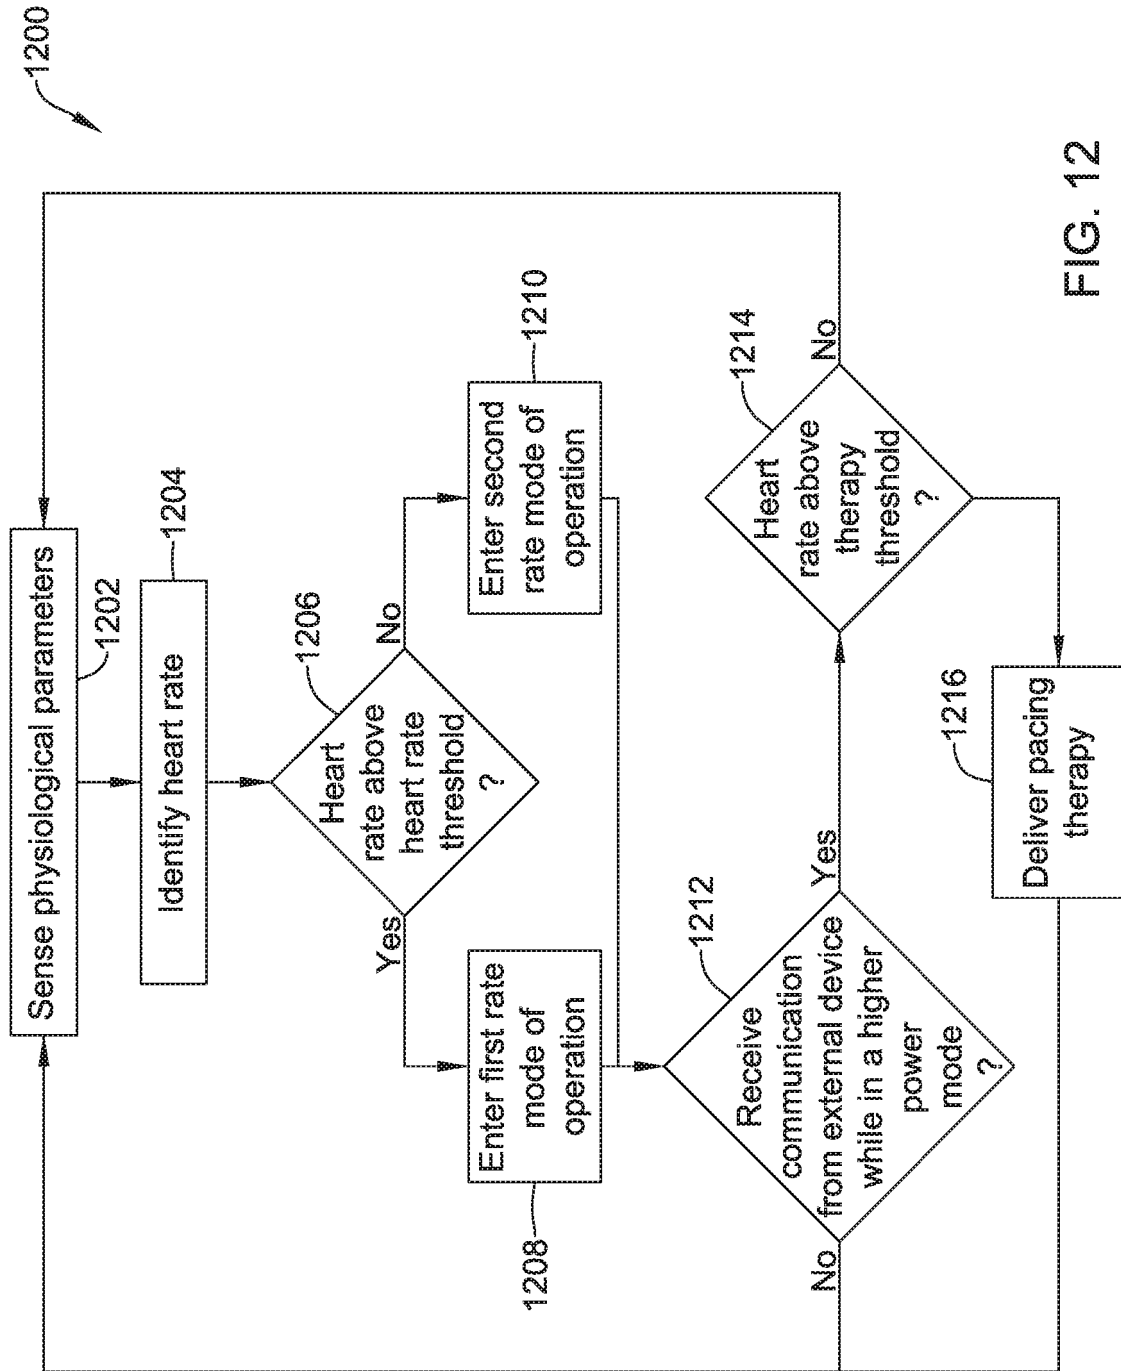 1200
Sense physiological parameters
1202
Identify heart rate
1204
Heart
rate above
heart rate
threshold
?
1206
Yes
No
Enter first rate
mode of
operation
1208
Enter second
rate mode of
operation
1210
Receive
communication
from external device
while in a higher
power
mode
?
1212
No
Yes
Heart
rate above
therapy
threshold
?
1214
No
Deliver pacing
therapy
1216
FIG. 12